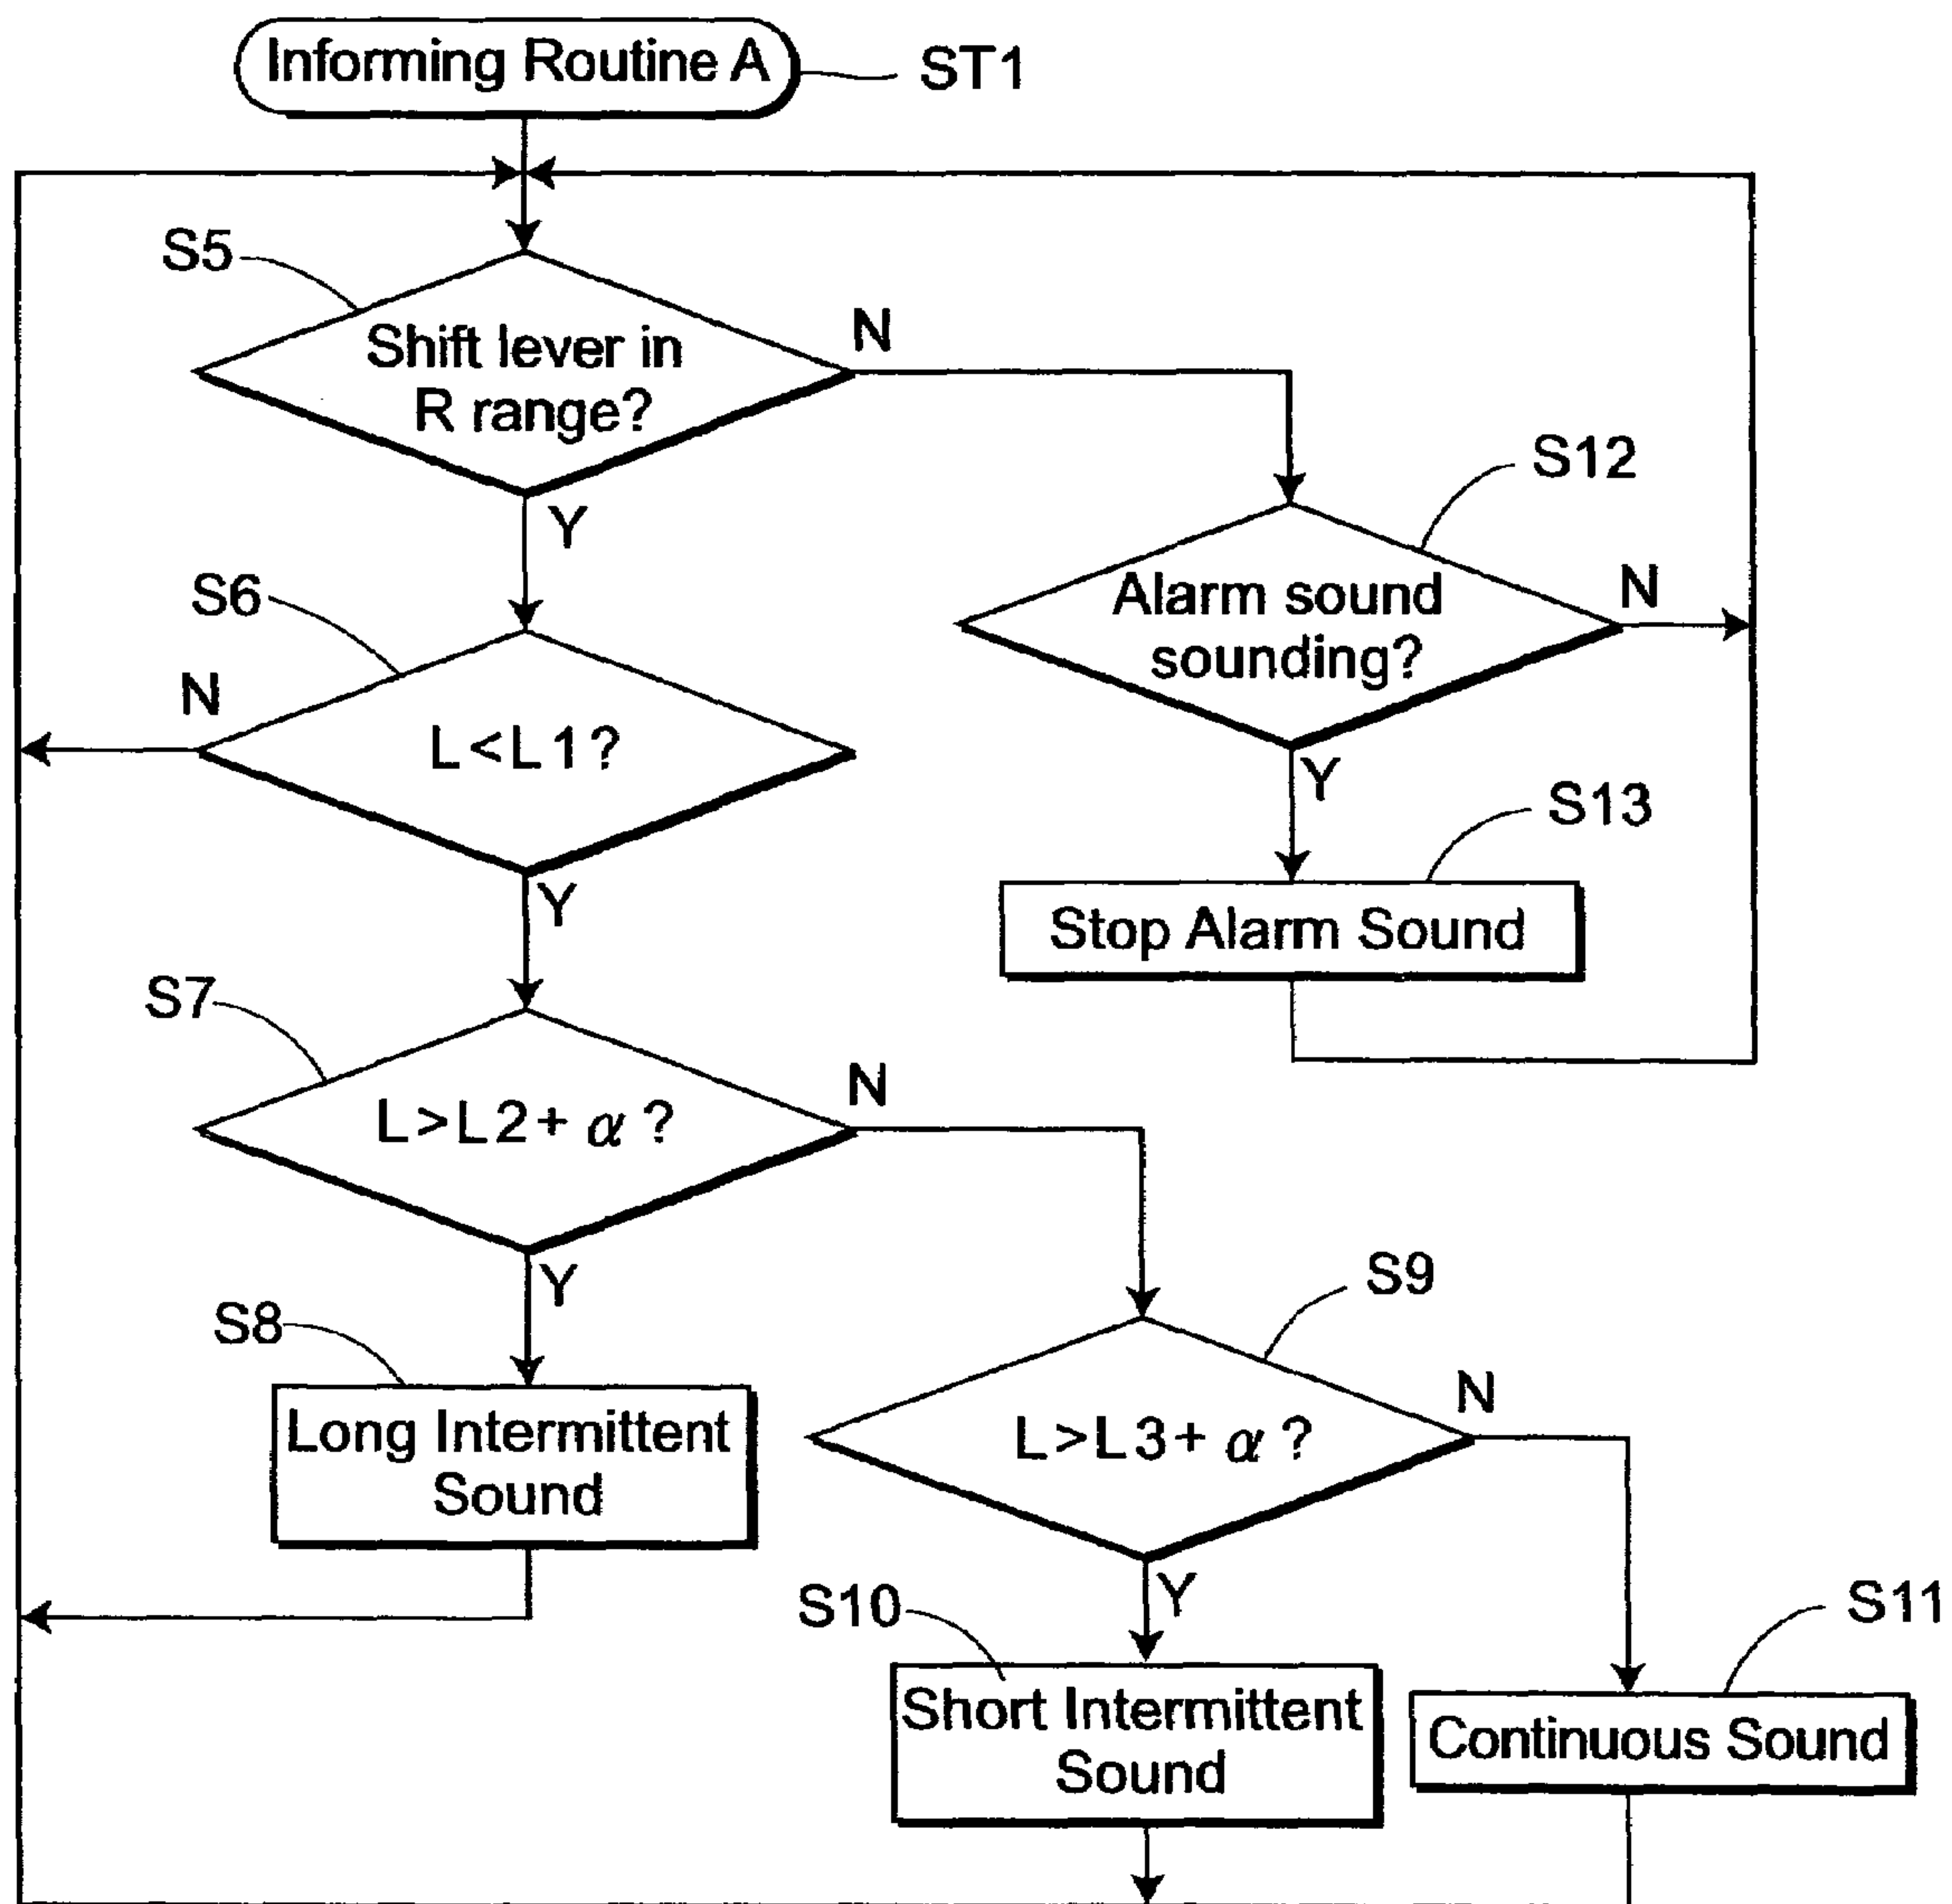 Informing Routine A
ST1
S5
Shift lever in
R range?
N
Y
S12
Alarm sound
sounding?
N
Y
S6
L<L1?
N
Y
S13
Stop Alarm Sound
S7
L>L2+ α ?
N
Y
S8
Long Intermittent
Sound
S9
L>L3+ α ?
N
Y
S10
Short Intermittent
Sound
S11
Continuous Sound